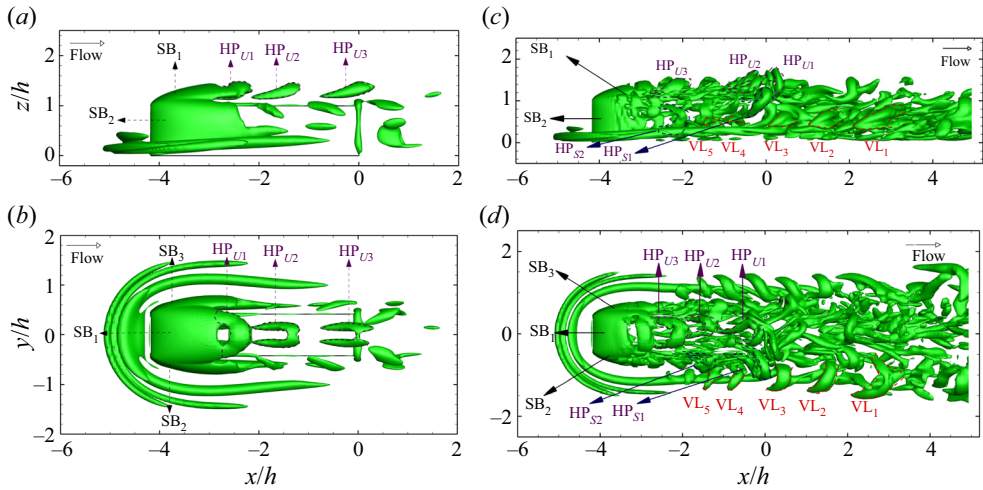 (a)
Flow
SB1
HPU1
HPU2
HPU3
SB2
z/h
2
1
0
−6
−4
−2
0
2
(c)
Flow
SB1
HPU3
HPU2
HPU1
SB2
HPS2
HPS1
VL5
VL4
VL3
VL2
VL1
2
1
0
−6
−4
−2
0
2
4
(b)
Flow
SB3
HPU1
HPU2
HPU3
SB1
SB2
y/h
2
1
0
−1
−2
−6
−4
−2
0
2
x/h
(d)
Flow
SB3
HPU3
HPU2
HPU1
SB1
SB2
HPS2
HPS1
VL5
VL4
VL3
VL2
VL1
2
0
−2
−6
−4
−2
0
2
4
x/h